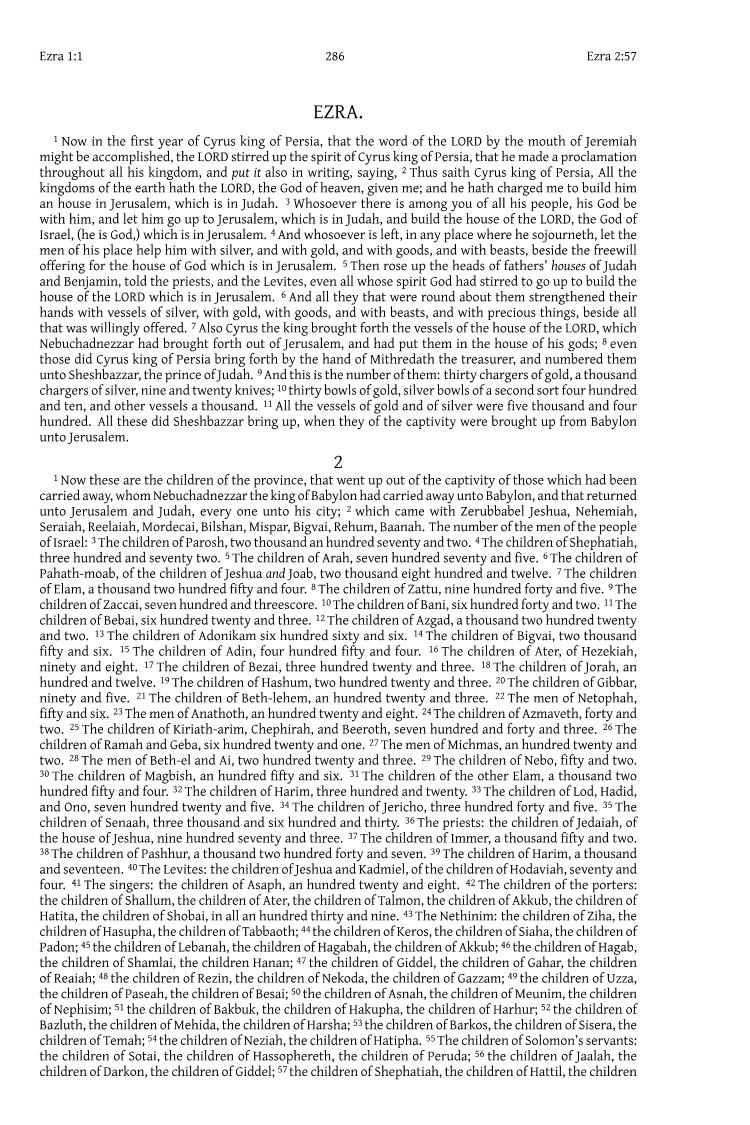 Ezra 1:1 286 Ezra 2:57
EZRA.
1 Now in the first year of Cyrus king of Persia, that the word of the LORD by the mouth of Jeremiah
might be accomplished, the LORD stirred up the spirit of Cyrus king of Persia, that he made a proclamation
throughout all his kingdom, and put it also in writing, saying, 2 Thus saith Cyrus king of Persia, All the
kingdoms of the earth hath the LORD, the God of heaven, given me; and he hath charged me to build him
an house in Jerusalem, which is in Judah. 3 Whosoever there is among you of all his people, his God be
with him, and let him go up to Jerusalem, which is in Judah, and build the house of the LORD, the God of
Israel, (he is God,) which is in Jerusalem. 4 And whosoever is left, in any place where he sojourneth, let the
men of his place help him with silver, and with gold, and with goods, and with beasts, beside the freewill
offering for the house of God which is in Jerusalem. 5 Then rose up the heads of fathers' houses of Judah
and Benjamin, told the priests, and the Levites, even all whose spirit God had stirred to go up to build the
house of the LORD which is in Jerusalem. 6 And all they that were round about them strengthened their
hands with vessels of silver, with gold, with goods, and with beasts, and with precious things, beside all
that was willingly offered. 7 Also Cyrus the king brought forth the vessels of the house of the LORD, which
Nebuchadnezzar had brought forth out of Jerusalem, and had put them in the house of his gods; 8 even
those did Cyrus king of Persia bring forth by the hand of Mithredath the treasurer, and numbered them
unto Sheshbazzar, the prince of Judah. 9 And this is the number of them: thirty chargers of gold, a thousand
chargers of silver, nine and twenty knives; 10 thirty bowls of gold, silver bowls of a second sort four hundred
and ten, and other vessels a thousand. 11 All the vessels of gold and of silver were five thousand and four
hundred. All these did Sheshbazzar bring up, when they of the captivity were brought up from Babylon
unto Jerusalem.
2
1 Now these are the children of the province, that went up out of the captivity of those which had been
carried away, whom Nebuchadnezzar the king of Babylon had carried away unto Babylon, and that returned
unto Jerusalem and Judah, every one unto his city; 2 which came with Zerubbabel Jeshua, Nehemiah,
Seraiah, Reelaiah, Mordecai, Bilshan, Mispar, Bigvai, Rehum, Baanah. The number of the men of the people
of Israel: 3 The children of Parosh, two thousand an hundred seventy and two. 4 The children of Shephatiah,
three hundred and seventy two. 5 The children of Arah, seven hundred seventy and five. 6 The children of
Pahath-moab, of the children of Jeshua and Joab, two thousand eight hundred and twelve. 7 The children
of Elam, a thousand two hundred fifty and four. 8 The children of Zattu, nine hundred forty and five. 9 The
children of Zaccai, seven hundred and threescore. 10 The children of Bani, six hundred forty and two. 11 The
children of Bebai, six hundred twenty and three. 12 The children of Azgad, a thousand two hundred twenty
and two. 13 The children of Adonikam six hundred sixty and six. 14 The children of Bigvai, two thousand
fifty and six. 15 The children of Adin, four hundred fifty and four. 16 The children of Ater, of Hezekiah,
ninety and eight. 17 The children of Bezai, three hundred twenty and three. 18 The children of Jorah, an
hundred and twelve. 19 The children of Hashum, two hundred twenty and three. 20 The children of Gibbar,
ninety and five. 21 The children of Beth-lehem, an hundred twenty and three. 22 The men of Netophah,
fifty and six. 23 The men of Anathoth, an hundred twenty and eight. 24 The children of Azmaveth, forty and
two. 25 The children of Kiriath-arim, Chephirah, and Beeroth, seven hundred and forty and three. 26 The
children of Ramah and Geba, six hundred twenty and one. 27 The men of Michmas, an hundred twenty and
two. 28 The men of Beth-el and Ai, two hundred twenty and three. 29 The children of Nebo, fifty and two.
30 The children of Magbish, an hundred fifty and six. 31 The children of the other Elam, a thousand two
hundred fifty and four. 32 The children of Harim, three hundred and twenty. 33 The children of Lod, Hadid,
and Ono, seven hundred twenty and five. 34 The children of Jericho, three hundred forty and five. 35 The
children of Senaah, three thousand and six hundred and thirty. 36 The priests: the children of Jedaiah, of
the house of Jeshua, nine hundred seventy and three. 37 The children of Immer, a thousand fifty and two.
38 The children of Pashhur, a thousand two hundred forty and seven. 39 The children of Harim, a thousand
and seventeen. 40 The Levites: the children of Jeshua and Kadmiel, of the children of Hodaviah, seventy and
four. 41 The singers: the children of Asaph, an hundred twenty and eight. 42 The children of the porters:
the children of Shallum, the children of Ater, the children of Talmon, the children of Akkub, the children of
Hatita, the children of Shobai, in all an hundred thirty and nine. 43 The Nethinim: the children of Ziha, the
children of Hasupha, the children of Tabbaoth; 44 the children of Keros, the children of Siaha, the children of
Padon; 45 the children of Lebanah, the children of Hagabah, the children of Akkub; 46 the children of Hagab,
the children of Shamlai, the children Hanan; 47 the children of Giddel, the children of Gahar, the children
of Reaiah; 48 the children of Rezin, the children of Nekoda, the children of Gazzam; 49 the children of Uzza,
the children of Paseah, the children of Besai; 50 the children of Asnah, the children of Meunim, the children
of Nephisim; 51 the children of Bakbuk, the children of Hakupha, the children of Harhur; 52 the children of
Bazluth, the children of Mehida, the children of Harsha; 53 the children of Barkos, the children of Sisera, the
children of Temah; 54 the children of Neziah, the children of Hatipha. 55 The children of Solomon's servants:
the children of Sotai, the children of Hassophereth, the children of Peruda; 56 the children of Jaalah, the
children of Darkon, the children of Giddel; 57 the children of Shephatiah, the children of Hattil, the children